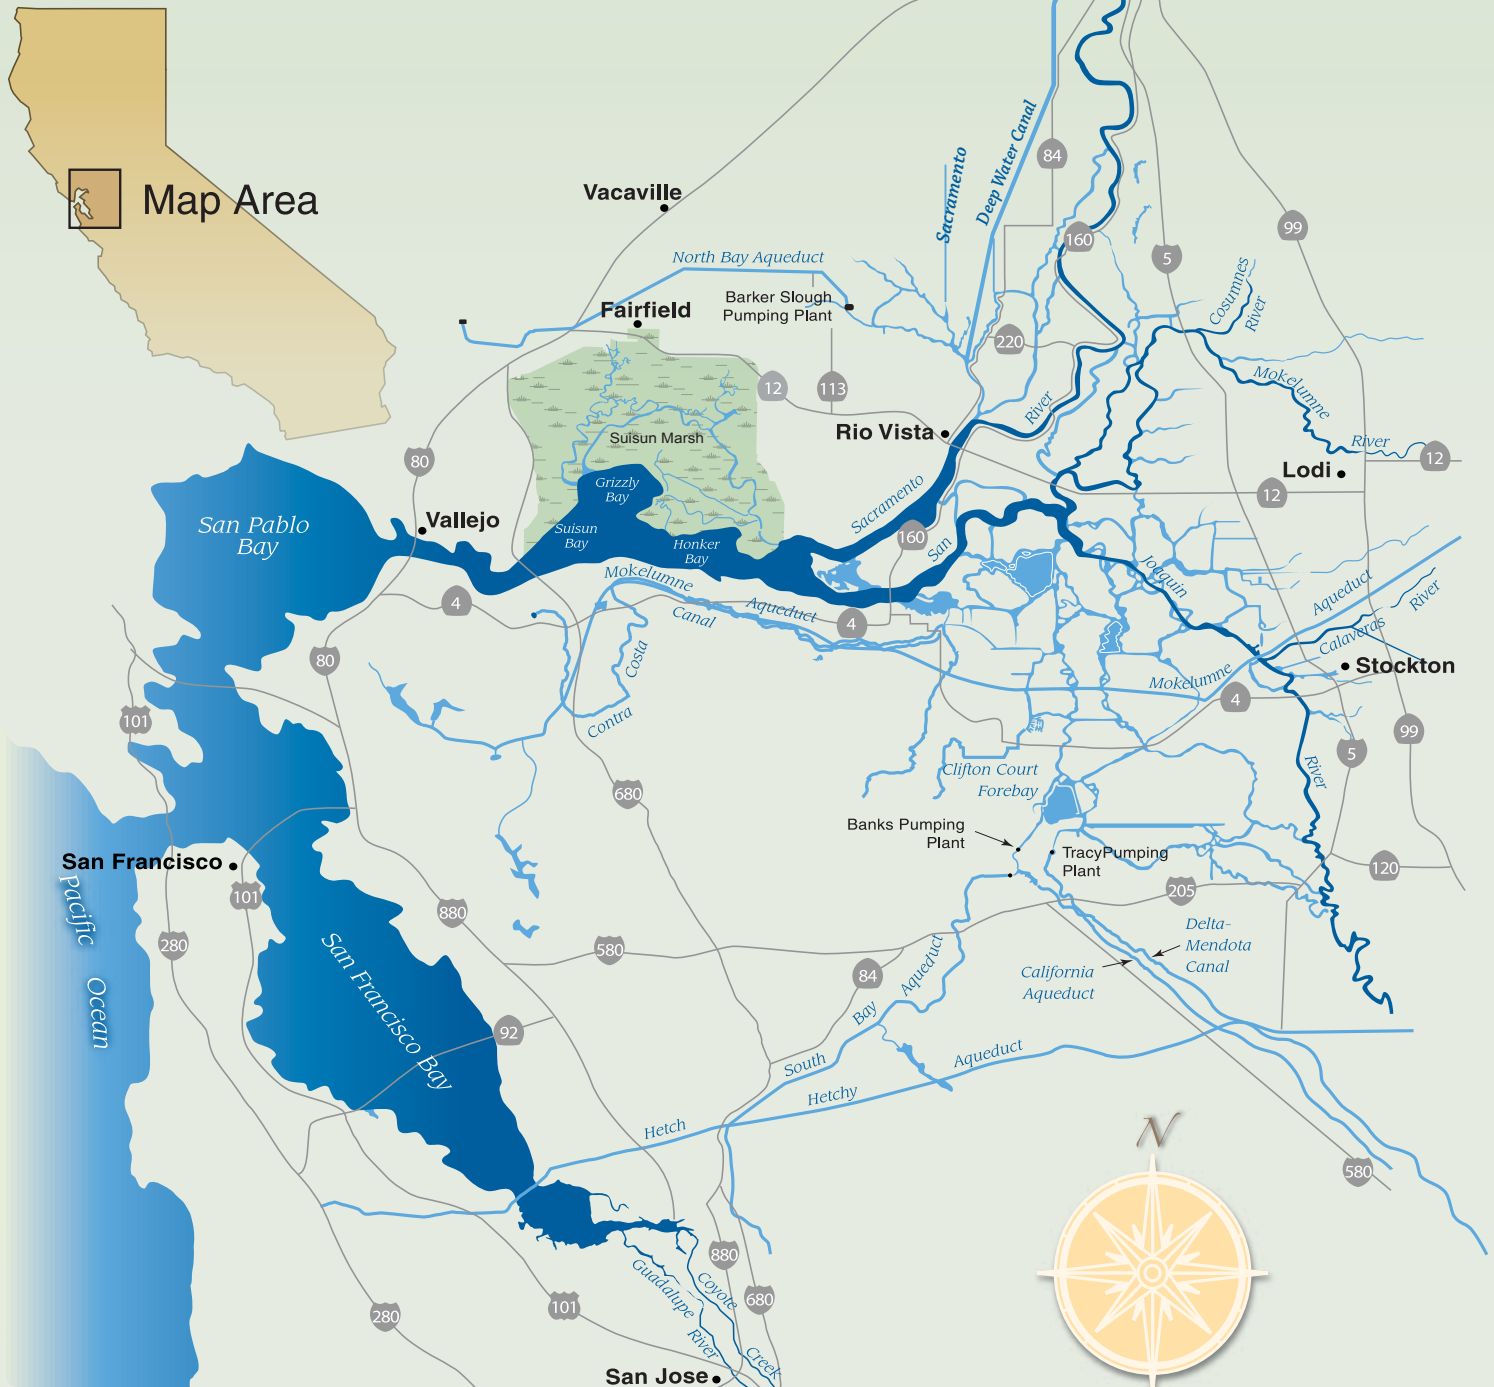 Map Area
Vacaville
Sacramento
Deep Water Canal
84
160
5
99
North Bay Aqueduct
Barker Slough
Pumping Plant
Fairfield
Cosumnes
River
220
12
113
Mokelumne
River
12
River
Rio Vista
Lodi
12
Suisun Marsh
80
Grizzly
Bay
Sacramento
San Pablo
Bay
Vallejo
Suisun
Bay
Honker
Bay
160
San
Joaquin
Mokelumne
Aqueduct
Canal
4
4
Aqueduct
River
Calaveras
Stockton
80
Costa
Contra
Mokelumne
4
101
99
5
River
680
Clifton Court
Forebay
Banks Pumping
Plant
TracyPumping
Plant
San Francisco
101
205
120
Pacific
Ocean
280
880
580
San Francisco Bay
84
Delta-
Mendota
Canal
California
Aqueduct
South
Bay
Aqueduct
92
Hetch
Hetchy
Aqueduct
N
580
880
680
Guadalupe
River
Coyote
Creek
280
101
San Jose